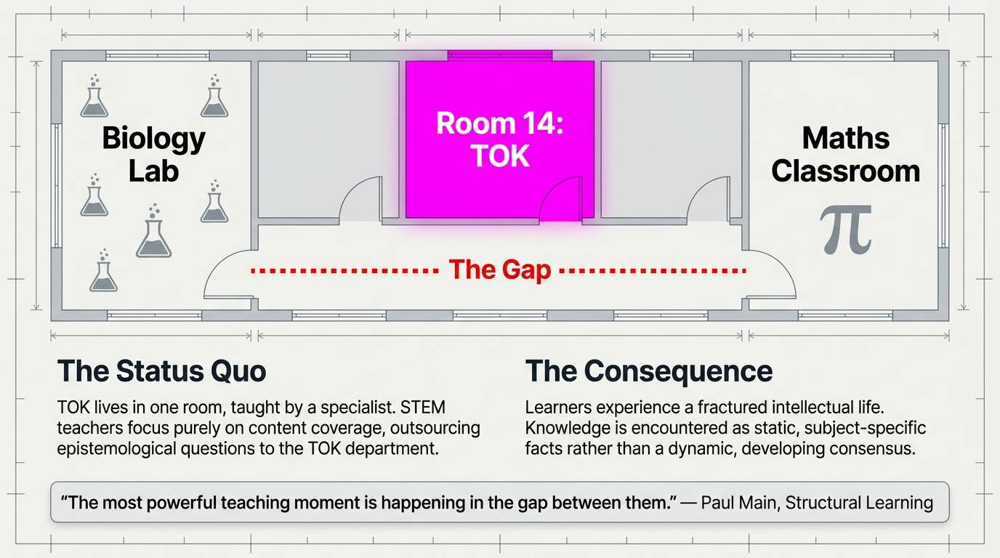 Biology
Lab
Room 14:
TOK
Maths
Classroom
π
The Gap
The Status Quo
TOK lives in one room, taught by a specialist. STEM
teachers focus purely on content coverage, outsourcing
epistemological questions to the TOK department.
The Consequence
Learners experience a fractured intellectual life.
Knowledge is encountered as static, subject-specific
facts rather than a dynamic, developing consensus.
“The most powerful teaching moment is happening in the gap between them.” — Paul Main, Structural Learning